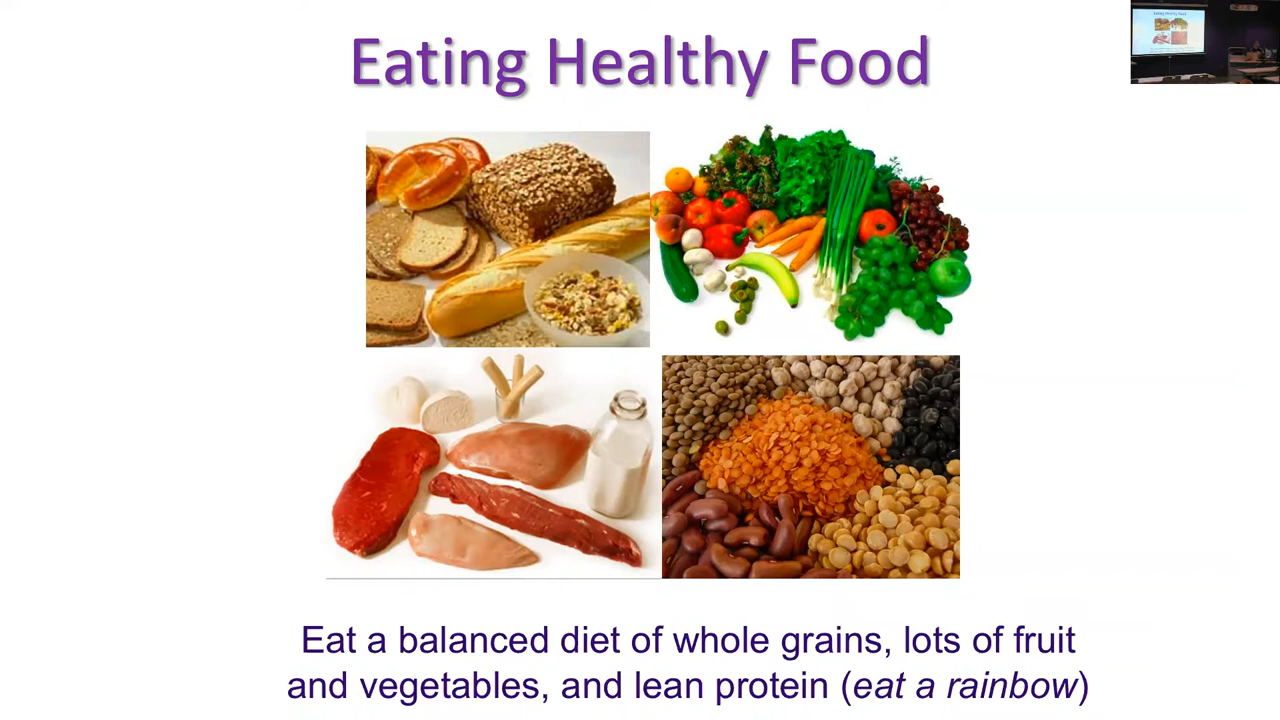 Eating Healthy Food
Eat a balanced diet of whole grains, lots of fruit
and vegetables, and lean protein (eat a rainbow)